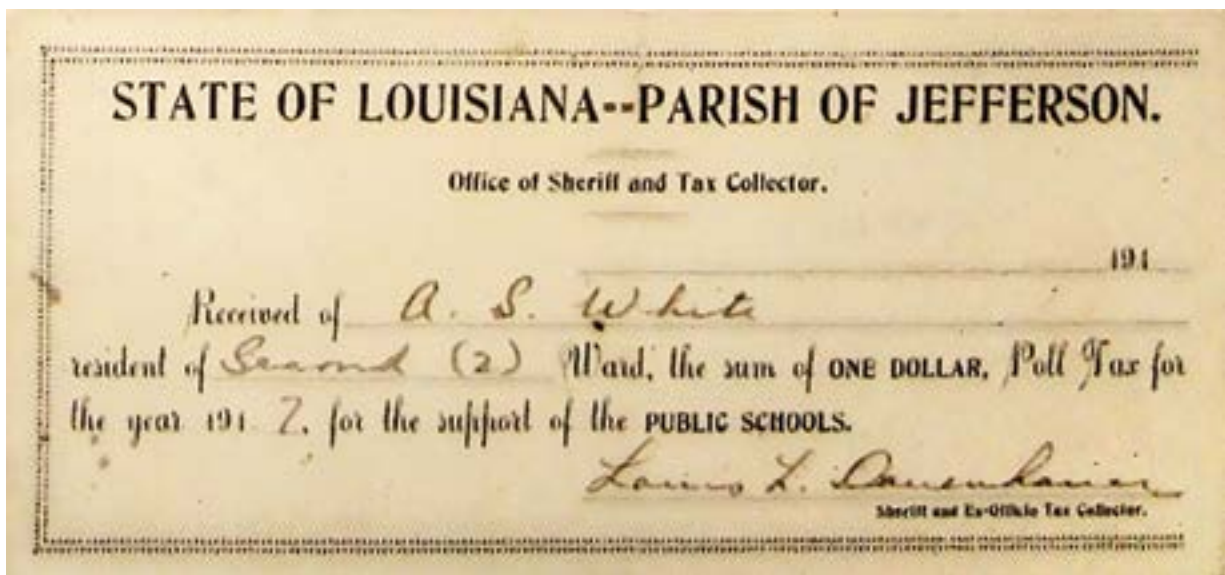 STATE OF LOUISIANA--PARISH OF JEFFERSON.
Office of Sheriff and Tax Collector.
191
Received of A. S. White
resident of Second (2) Ward, the sum of ONE DOLLAR, Poll Tax for
the year 191 7, for the support of the PUBLIC SCHOOLS.
Louis L.
Sheriff and Ex-Officio Tax Collector.